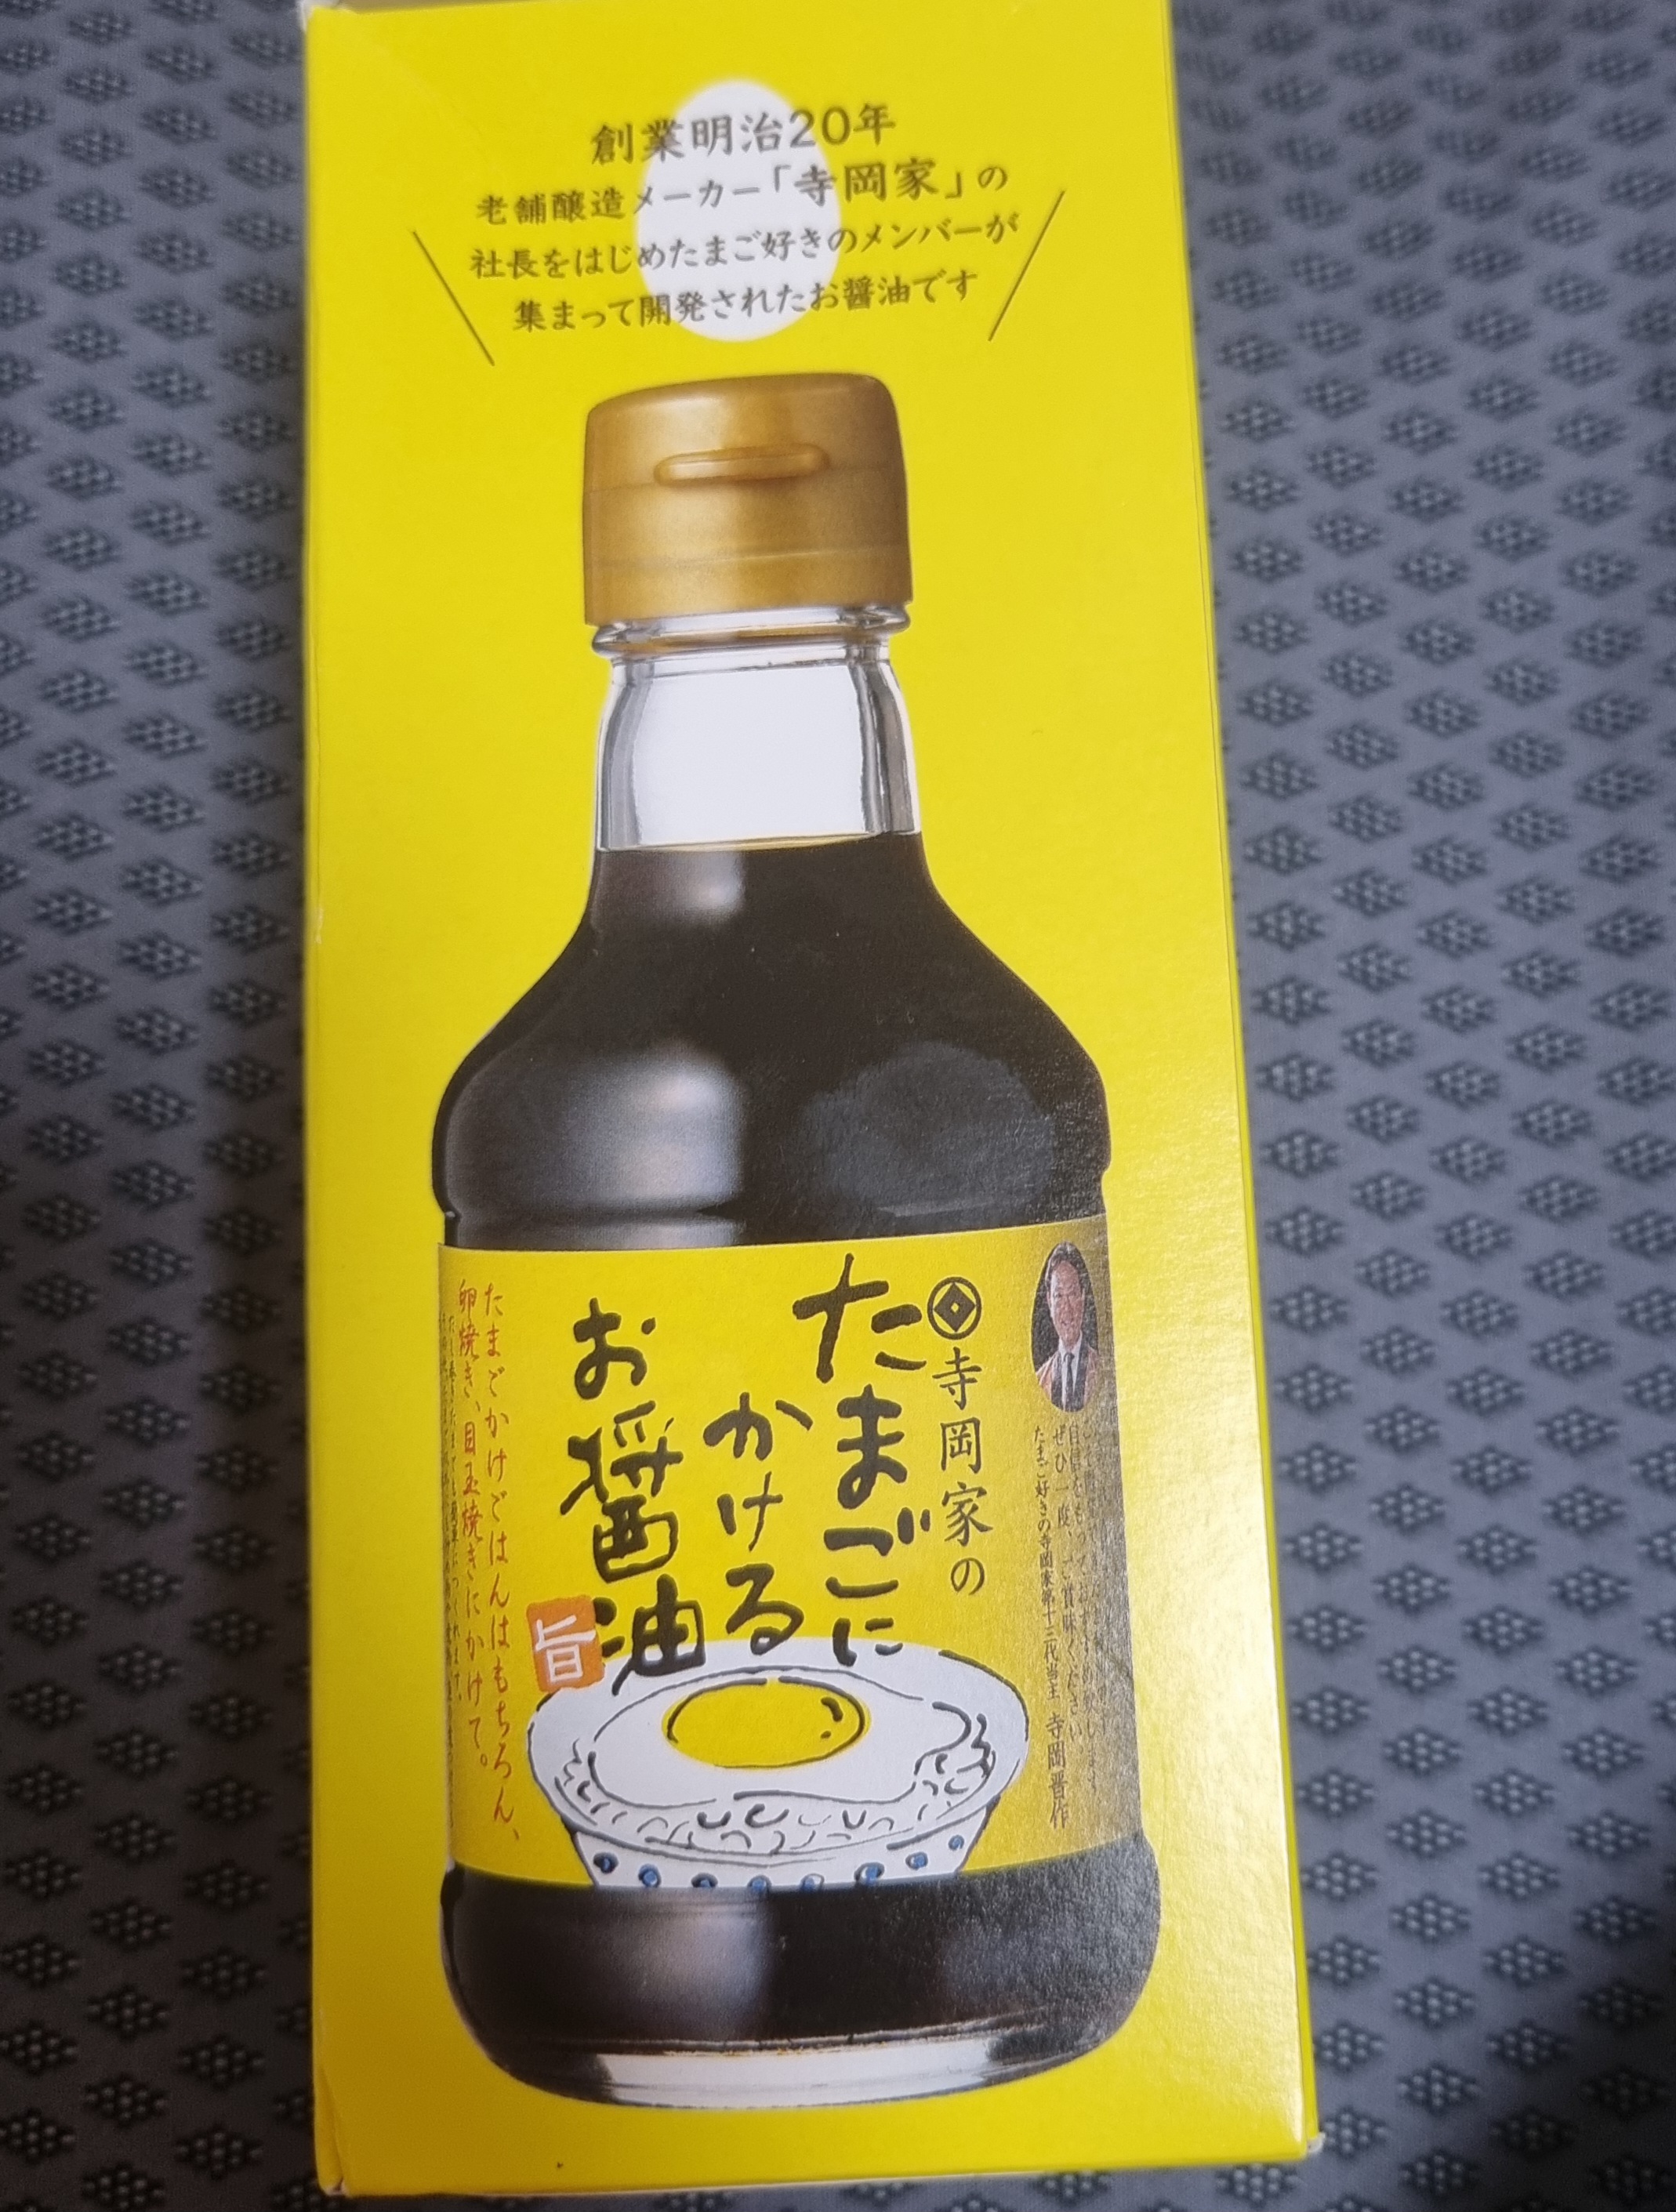 創業明治20年
老舗醸造メーカー「寺岡家」の
社長をはじめたまご好きのメンバーが
集まって開発されたお醤油です
ぜひ一度、ご賞味ください。
たまご好きの寺岡家第十三代当主 寺岡晋作
寺岡家の
たまごに
かける
お醤油
旨
たまごかけごはんはもちろん、
卵焼き、目玉焼きにかけて。